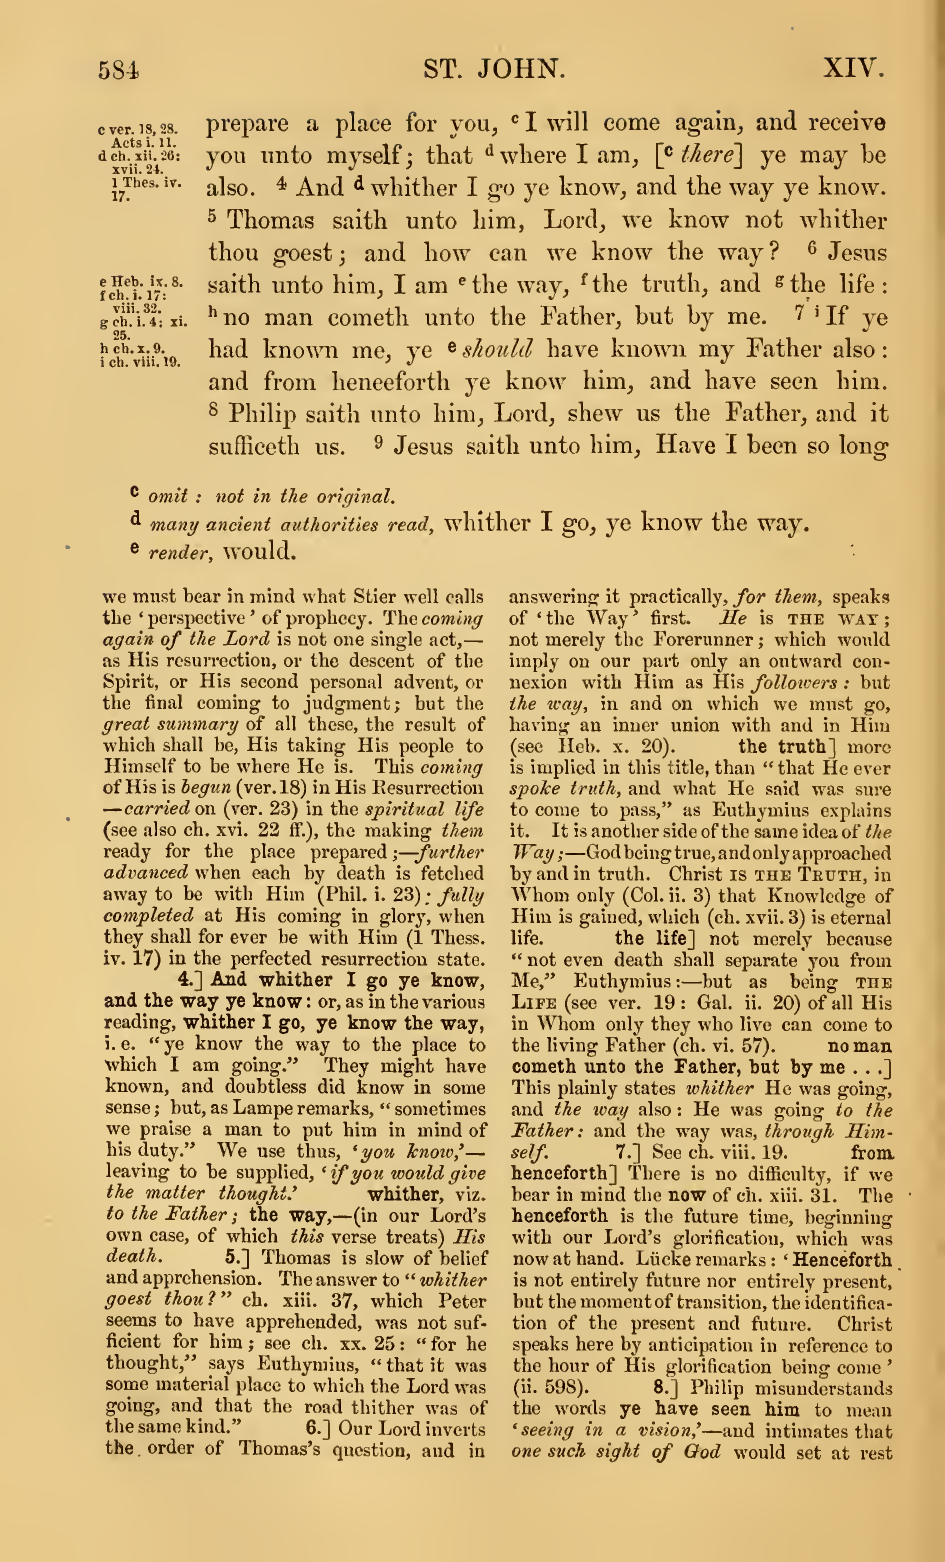 584
ST. JOHN.
XIV.
c ver. 18, 28.
Acts i. 11.
d ch. xii. 26:
xvii. 24.
1 Thes. iv.
17.
prepare a place for you, c I will come again, and receive
you unto myself; that d where I am, [c there] ye may be
also. 4 And d whither I go ye know, and the way ye know.
5 Thomas saith unto him, Lord, we know not whither
thou goest; and how can we know the way? 6 Jesus
e Heb. ix. 8.
f ch. i. 17:
viii. 32.
g ch. i. 4: xi.
25.
h ch. x. 9.
i ch. viii. 19.
saith unto him, I am e the way, f the truth, and g the life:
h no man cometh unto the Father, but by me. 7 i If ye
had known me, ye e should have known my Father also:
and from henceforth ye know him, and have seen him.
8 Philip saith unto him, Lord, shew us the Father, and it
sufficeth us. 9 Jesus saith unto him, Have I been so long
c omit: not in the original.
d many ancient authorities read, whither I go, ye know the way.
e render, would.
we must bear in mind what Stier well calls
the ‘perspective’ of prophecy. The coming
again of the Lord is not one single act,—
as His resurrection, or the descent of the
Spirit, or His second personal advent, or
the final coming to judgment; but the
great summary of all these, the result of
which shall be, His taking His people to
Himself to be where He is. This coming
of His is begun (ver. 18) in His Resurrection
—carried on (ver. 23) in the spiritual life
(see also ch. xvi. 22 ff.), the making them
ready for the place prepared;—further
advanced when each by death is fetched
away to be with Him (Phil. i. 23): fully
completed at His coming in glory, when
they shall for ever be with Him (1 Thess.
iv. 17) in the perfected resurrection state.
4.] And whither I go ye know,
and the way ye know: or, as in the various
reading, whither I go, ye know the way,
i. e. “ye know the way to the place to
which I am going.” They might have
known, and doubtless did know in some
sense; but, as Lampe remarks, “sometimes
we praise a man to put him in mind of
his duty.” We use thus, ‘you know,’—
leaving to be supplied, ‘if you would give
the matter thought.’ whither, viz.
to the Father; the way,—(in our Lord's
own case, of which this verse treats) His
death. 5.] Thomas is slow of belief
and apprehension. The answer to “whither
goest thou?” ch. xiii. 37, which Peter
seems to have apprehended, was not suf-
ficient for him; see ch. xx. 25: “for he
thought,” says Euthymius, “that it was
some material place to which the Lord was
going, and that the road thither was of
the same kind.” 6.] Our Lord inverts
the order of Thomas's question, and in
answering it practically, for them, speaks
of ‘the Way’ first. He is THE WAY;
not merely the Forerunner; which would
imply on our part only an outward con-
nexion with Him as His followers: but
the way, in and on which we must go,
having an inner union with and in Him
(see Heb. x. 20). the truth] more
is implied in this title, than “that He ever
spoke truth, and what He said was sure
to come to pass,” as Euthymius explains
it. It is another side of the same idea of the
Way;—God being true, and only approached
by and in truth. Christ IS THE TRUTH, in
Whom only (Col. ii. 3) that Knowledge of
Him is gained, which (ch. xvii. 3) is eternal
life. the life] not merely because
“not even death shall separate you from
Me,” Euthymius:—but as being THE
LIFE (see ver. 19: Gal. ii. 20) of all His
in Whom only they who live can come to
the living Father (ch. vi. 57). no man
cometh unto the Father, but by me . . .]
This plainly states whither He was going,
and the way also: He was going to the
Father: and the way was, through Him-
self. 7.] See ch. viii. 19. from
henceforth] There is no difficulty, if we
bear in mind the now of ch. xiii. 31. The
henceforth is the future time, beginning
with our Lord's glorification, which was
now at hand. Lücke remarks: ‘Henceforth
is not entirely future nor entirely present,
but the moment of transition, the identifica-
tion of the present and future. Christ
speaks here by anticipation in reference to
the hour of His glorification being come’
(ii. 598). 8.] Philip misunderstands
the words ye have seen him to mean
‘seeing in a vision,’—and intimates that
one such sight of God would set at rest